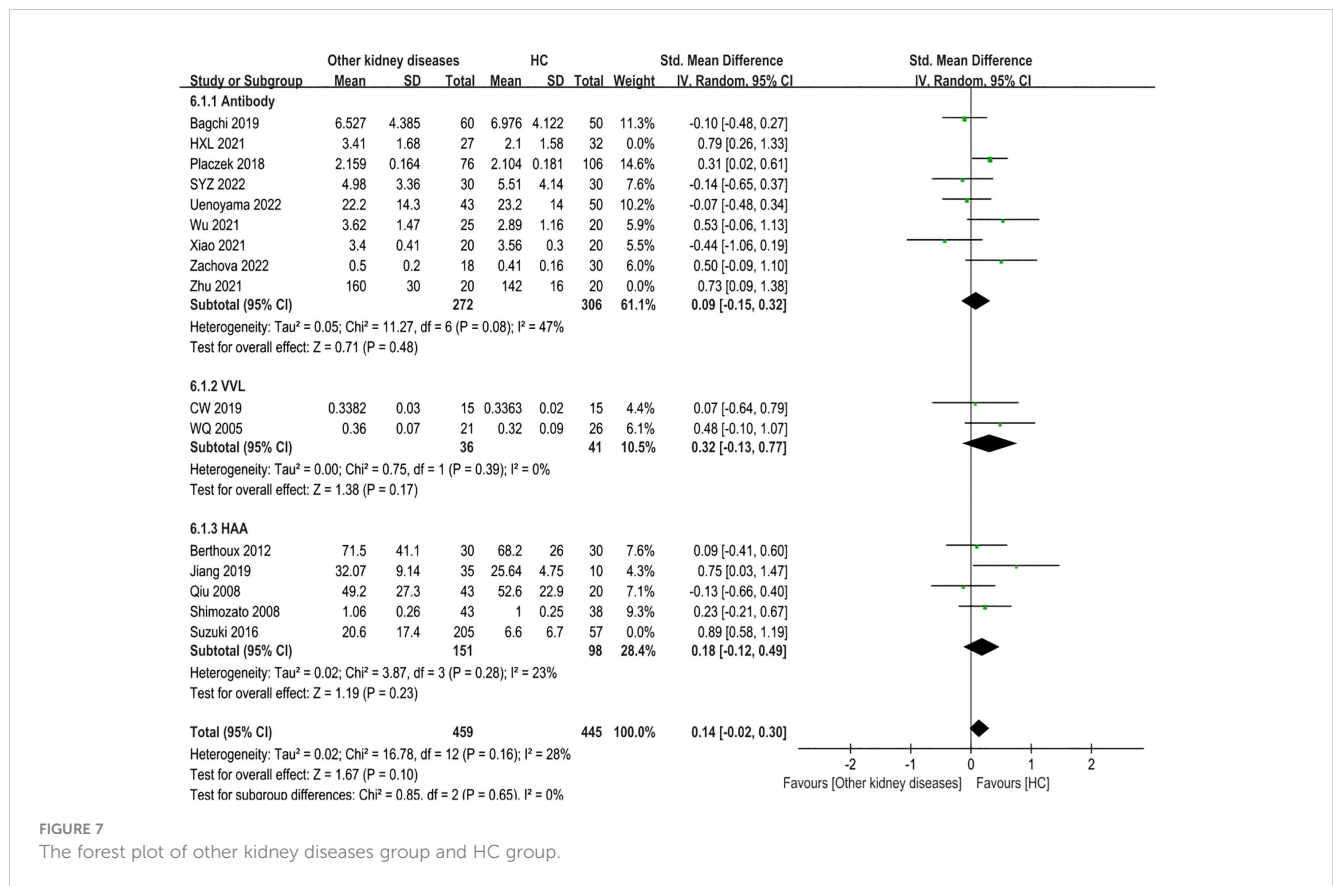 Other kidney diseases HC Std. Mean Difference Std. Mean Difference
Study or Subgroup Mean SD Total Mean SD Total Weight IV, Random, 95% CI IV, Random, 95% CI
6.1.1 Antibody
Bagchi 2019 6.527 4.385 60 6.976 4.122 50 11.3% -0.10 [-0.48, 0.27]
HXL 2021 3.41 1.68 27 2.1 1.58 32 0.0% 0.79 [0.26, 1.33]
Placzek 2018 2.159 0.164 76 2.104 0.181 106 14.6% 0.31 [0.02, 0.61]
SYZ 2022 4.98 3.36 30 5.51 4.14 30 7.6% -0.14 [-0.65, 0.37]
Uenoyama 2022 22.2 14.3 43 23.2 14 50 10.2% -0.07 [-0.48, 0.34]
Wu 2021 3.62 1.47 25 2.89 1.16 20 5.9% 0.53 [-0.06, 1.13]
Xiao 2021 3.4 0.41 20 3.56 0.3 20 5.5% -0.44 [-1.06, 0.19]
Zachova 2022 0.5 0.2 18 0.41 0.16 30 6.0% 0.50 [-0.09, 1.10]
Zhu 2021 160 30 20 142 16 20 0.0% 0.73 [0.09, 1.38]
Subtotal (95% CI) 272 306 61.1% 0.09 [-0.15, 0.32]
Heterogeneity: Tau² = 0.05; Chi² = 11.27, df = 6 (P = 0.08); I² = 47%
Test for overall effect: Z = 0.71 (P = 0.48)
6.1.2 VVL
CW 2019 0.3382 0.03 15 0.3363 0.02 15 4.4% 0.07 [-0.64, 0.79]
WQ 2005 0.36 0.07 21 0.32 0.09 26 6.1% 0.48 [-0.10, 1.07]
Subtotal (95% CI) 36 41 10.5% 0.32 [-0.13, 0.77]
Heterogeneity: Tau² = 0.00; Chi² = 0.75, df = 1 (P = 0.39); I² = 0%
Test for overall effect: Z = 1.38 (P = 0.17)
6.1.3 HAA
Berthoux 2012 71.5 41.1 30 68.2 26 30 7.6% 0.09 [-0.41, 0.60]
Jiang 2019 32.07 9.14 35 25.64 4.75 10 4.3% 0.75 [0.03, 1.47]
Qiu 2008 49.2 27.3 43 52.6 22.9 20 7.1% -0.13 [-0.66, 0.40]
Shimozato 2008 1.06 0.26 43 1 0.25 38 9.3% 0.23 [-0.21, 0.67]
Suzuki 2016 20.6 17.4 205 6.6 6.7 57 0.0% 0.89 [0.58, 1.19]
Subtotal (95% CI) 151 98 28.4% 0.18 [-0.12, 0.49]
Heterogeneity: Tau² = 0.02; Chi² = 3.87, df = 3 (P = 0.28); I² = 23%
Test for overall effect: Z = 1.19 (P = 0.23)
Total (95% CI) 459 445 100.0% 0.14 [-0.02, 0.30]
Heterogeneity: Tau² = 0.02; Chi² = 16.78, df = 12 (P = 0.16); I² = 28%
Test for overall effect: Z = 1.67 (P = 0.10)
Test for subgroup differences: Chi² = 0.85, df = 2 (P = 0.65), I² = 0%
-2 -1 0 1 2
Favours [Other kidney diseases] Favours [HC]
FIGURE 7
The forest plot of other kidney diseases group and HC group.